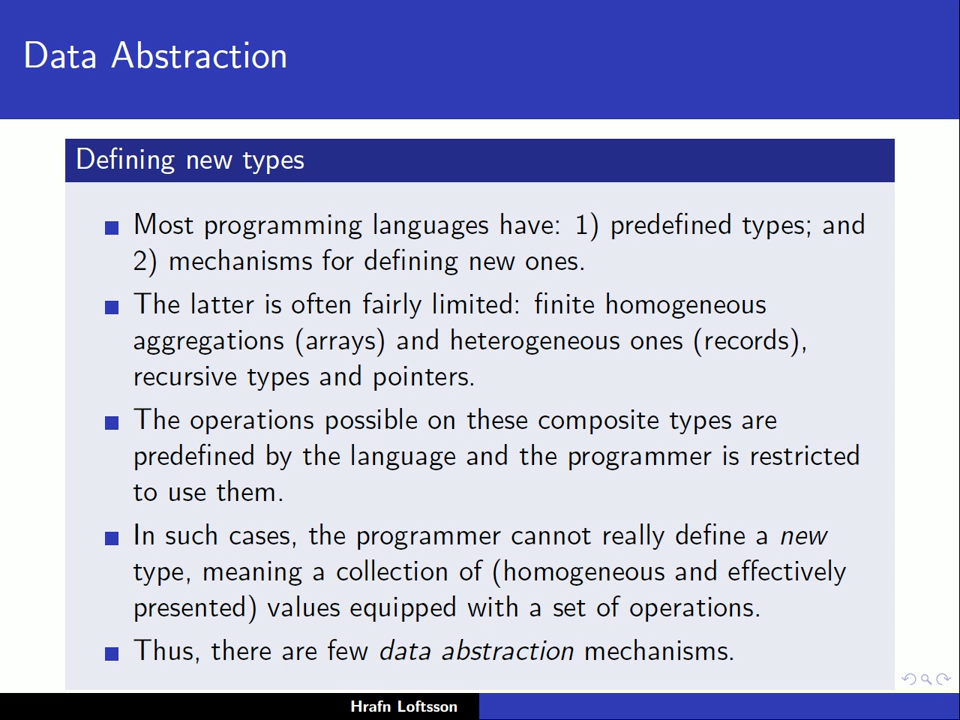 Data Abstraction
Defining new types
Most programming languages have: 1) predefined types; and
2) mechanisms for defining new ones.
The latter is often fairly limited: finite homogeneous
aggregations (arrays) and heterogeneous ones (records),
recursive types and pointers.
The operations possible on these composite types are
predefined by the language and the programmer is restricted
to use them.
In such cases, the programmer cannot really define a new
type, meaning a collection of (homogeneous and effectively
presented) values equipped with a set of operations.
Thus, there are few data abstraction mechanisms.
Hrafn Loftsson